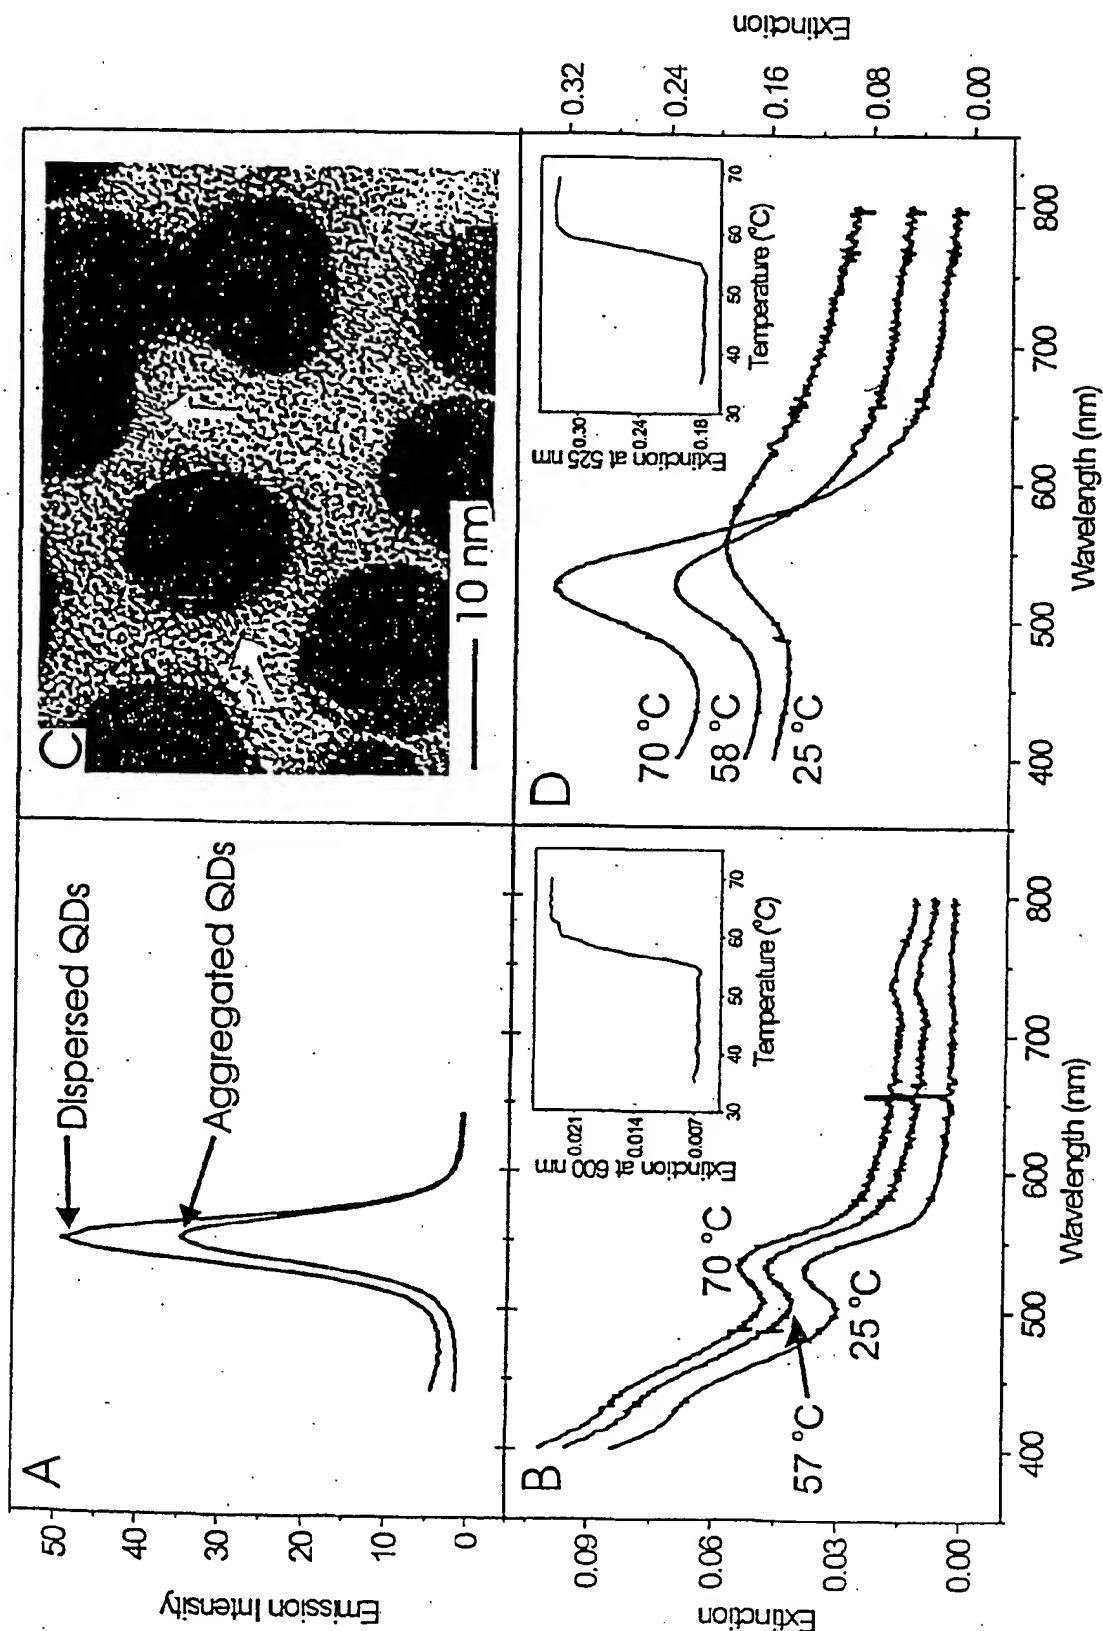 A
Dispersed QDs
Aggregated QDs
50
40
30
20
10
0
Emission Intensity
C
10 nm
B
70 °C
57 °C
25 °C
0.09
0.06
0.03
0.00
Extinction
400
500
600
700
800
Wavelength (nm)
0.021
0.014
0.007
Extinction at 600 nm
30
40
50
60
70
Temperature (°C)
D
70 °C
58 °C
25 °C
0.32
0.24
0.16
0.08
0.00
Extinction
400
500
600
700
800
Wavelength (nm)
0.30
0.24
0.18
Extinction at 525 nm
30
40
50
60
70
Temperature (°C)